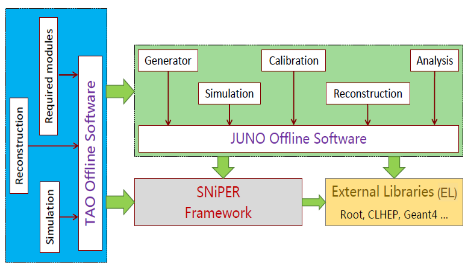 Required modules
Reconstruction
Simulation
TAO Offline Software
Generator
Calibration
Analysis
Simulation
Reconstruction
JUNO Offline Software
SNiPER
Framework
External Libraries (EL)
Root, CLHEP, Geant4 ...